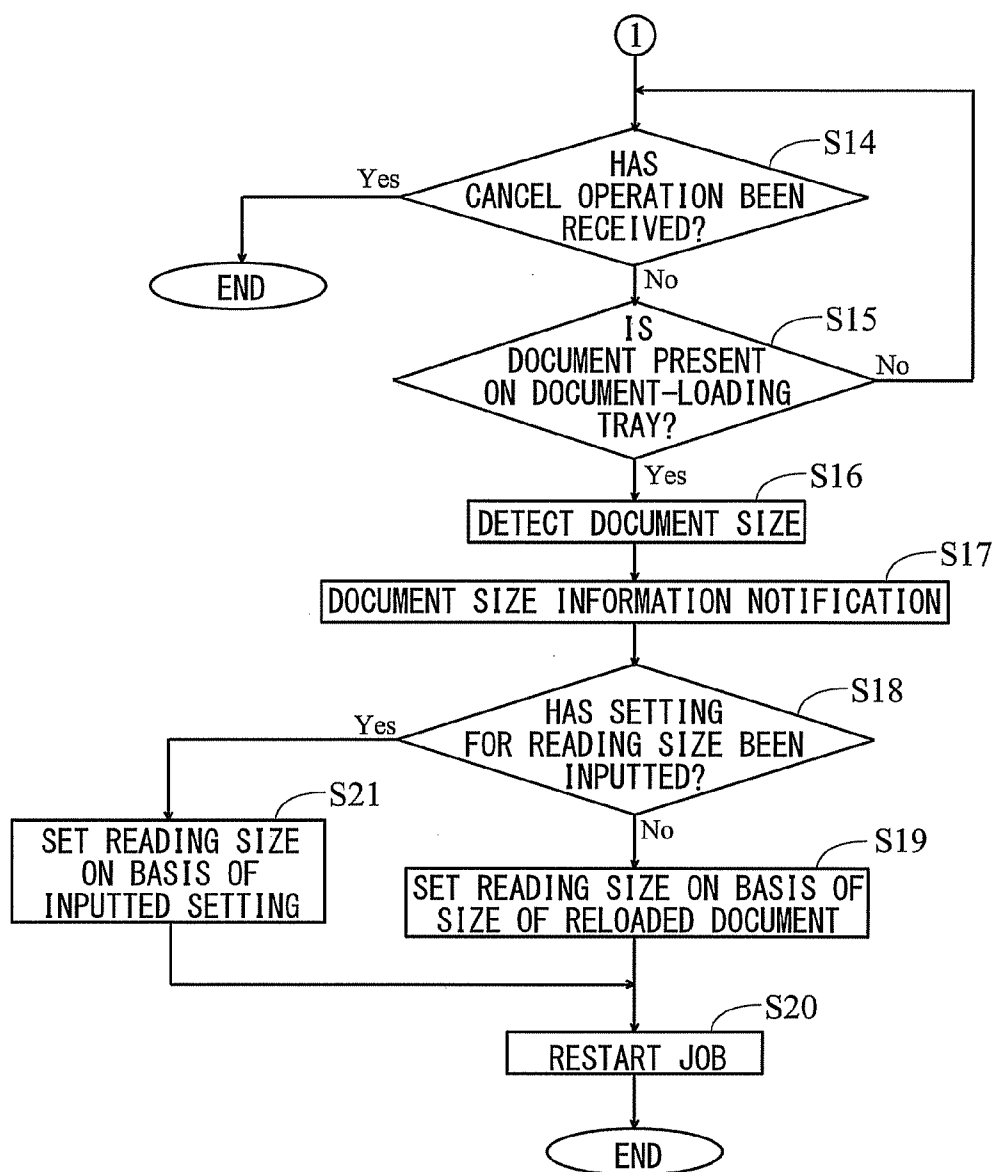 1
S14
HAS
CANCEL OPERATION BEEN
RECEIVED?
Yes
END
No
S15
IS
DOCUMENT PRESENT
ON DOCUMENT-LOADING
TRAY?
No
Yes
S16
DETECT DOCUMENT SIZE
S17
DOCUMENT SIZE INFORMATION NOTIFICATION
S18
HAS SETTING
FOR READING SIZE BEEN
INPUTTED?
Yes
S21
SET READING SIZE
ON BASIS OF
INPUTTED SETTING
No
S19
SET READING SIZE ON BASIS OF
SIZE OF RELOADED DOCUMENT
S20
RESTART JOB
END